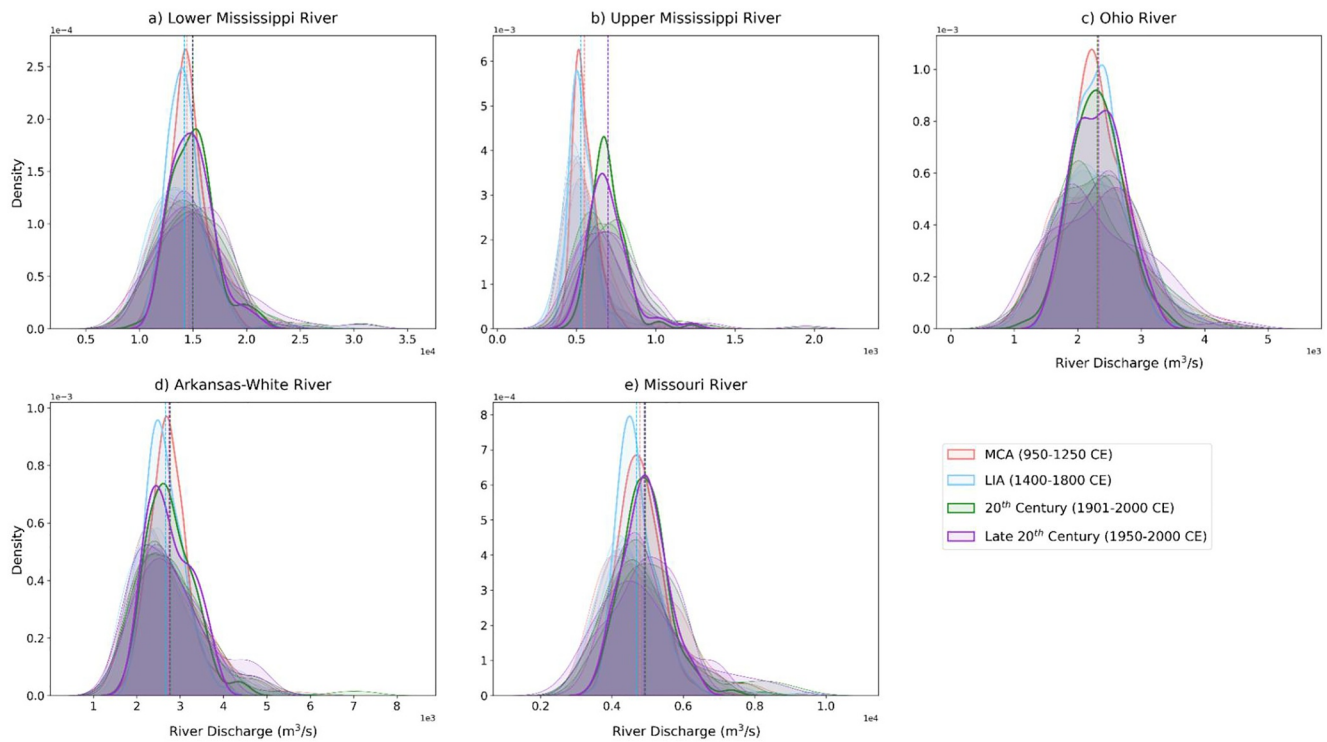 a) Lower Mississippi River
1e−4
Density
2.5
2.0
1.5
1.0
0.5
0.0
0.5 1.0 1.5 2.0 2.5 3.0 3.5
1e4
b) Upper Mississippi River
1e−3
6
5
4
3
2
1
0
0.0 0.5 1.0 1.5 2.0
1e3
c) Ohio River
1e−3
1.0
0.8
0.6
0.4
0.2
0.0
0 1 2 3 4 5
1e3
River Discharge (m³/s)
d) Arkansas-White River
1e−3
Density
1.0
0.8
0.6
0.4
0.2
0.0
1 2 3 4 5 6 7 8
1e3
River Discharge (m³/s)
e) Missouri River
1e−4
8
7
6
5
4
3
2
1
0
0.2 0.4 0.6 0.8 1.0
1e4
River Discharge (m³/s)
MCA (950-1250 CE)
LIA (1400-1800 CE)
20th Century (1901-2000 CE)
Late 20th Century (1950-2000 CE)